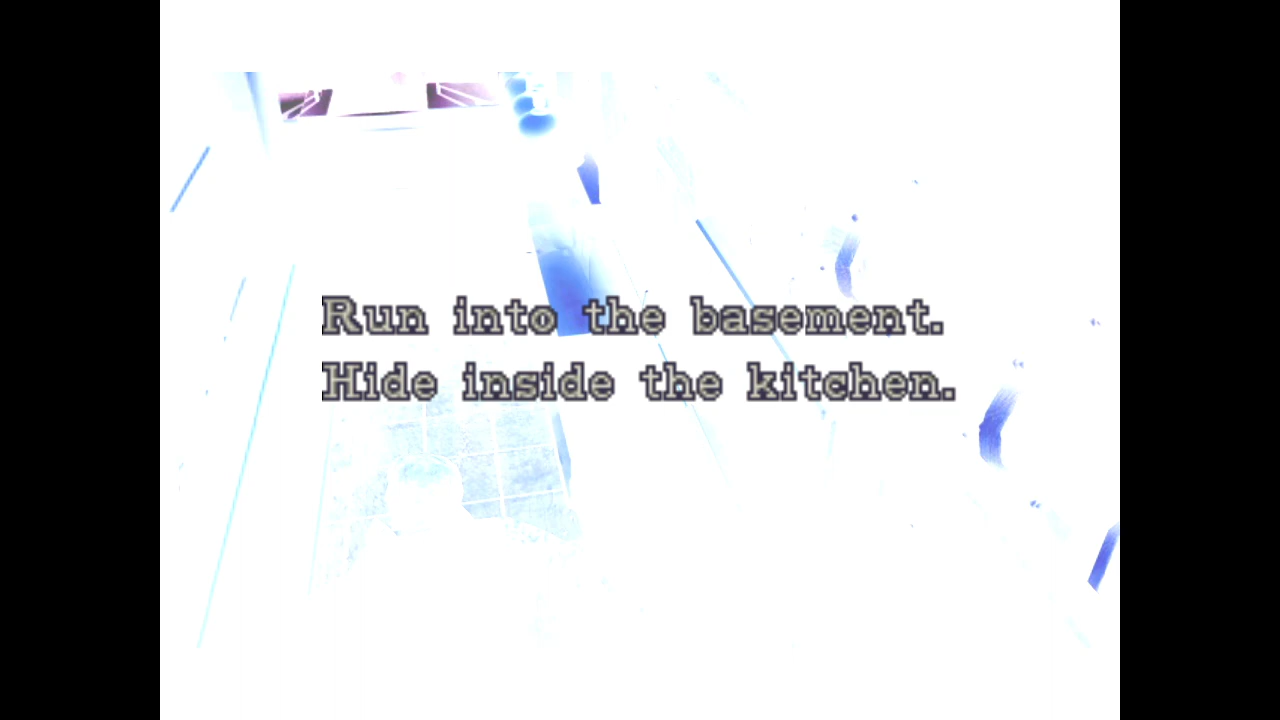 Run into the basement.
Hide inside the kitchen.